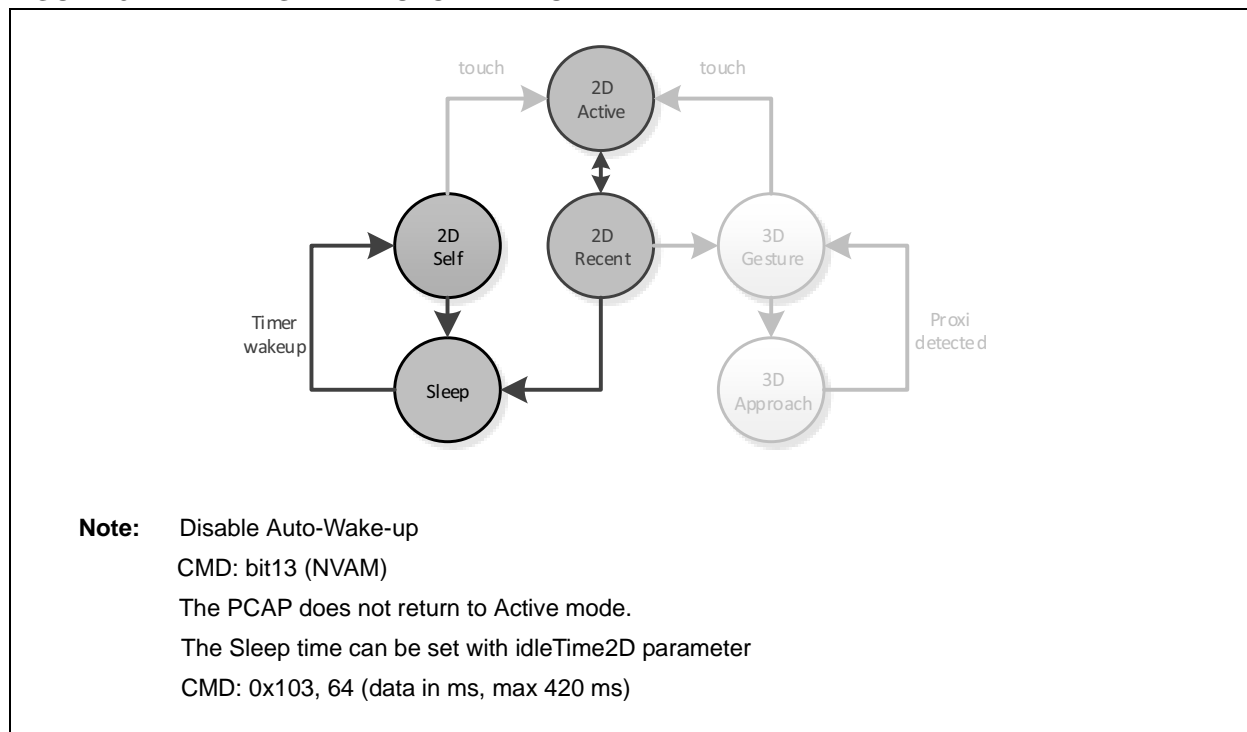 touch
touch
2D
Active
2D
Self
2D
Recent
3D
Gesture
Timer
wakeup
Proxi
detected
Sleep
3D
Approach
Note: Disable Auto-Wake-up
CMD: bit13 (NVAM)
The PCAP does not return to Active mode.
The Sleep time can be set with idleTime2D parameter
CMD: 0x103, 64 (data in ms, max 420 ms)